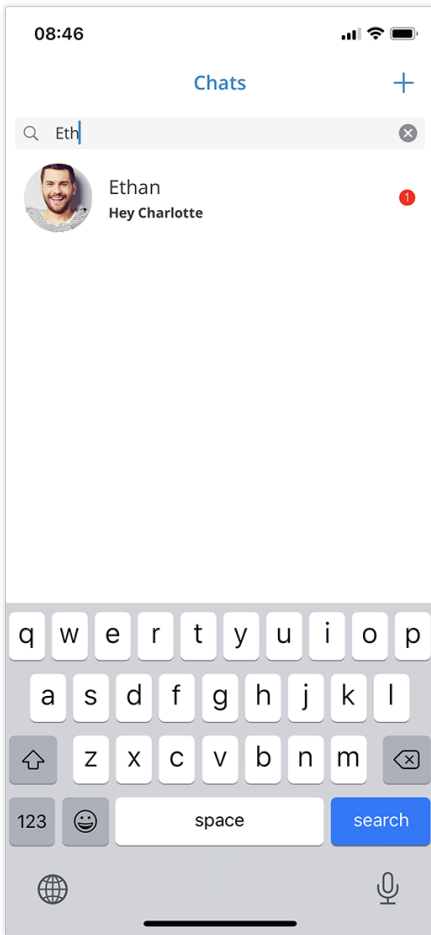 08:46
Chats
Eth
Ethan
Hey Charlotte
1
q w e r t y u i o p
a s d f g h j k l
z x c v b n m
123 space search